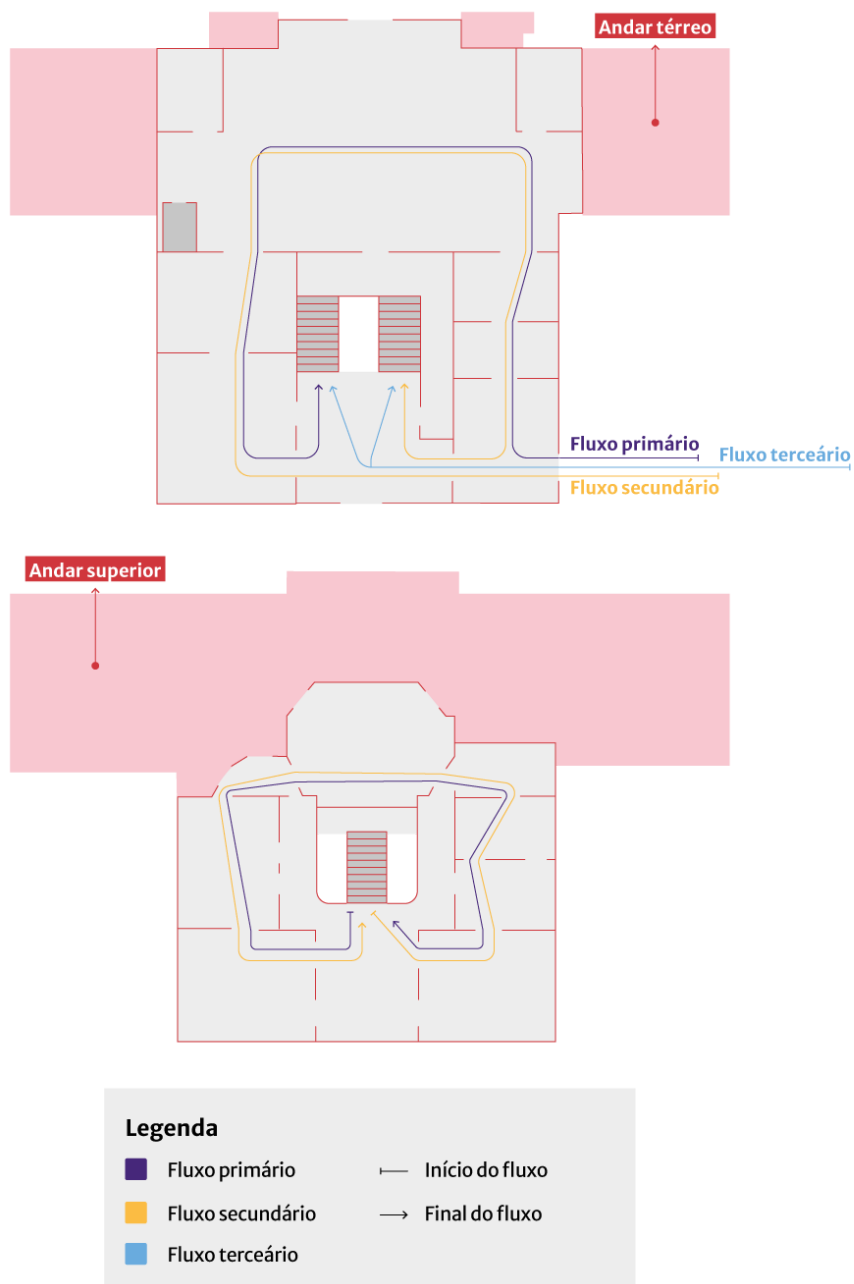 Andar térreo
Fluxo primário
Fluxo terceário
Fluxo secundário
Andar superior
Legenda
Fluxo primário
Início do fluxo
Fluxo secundário
Final do fluxo
Fluxo terceário